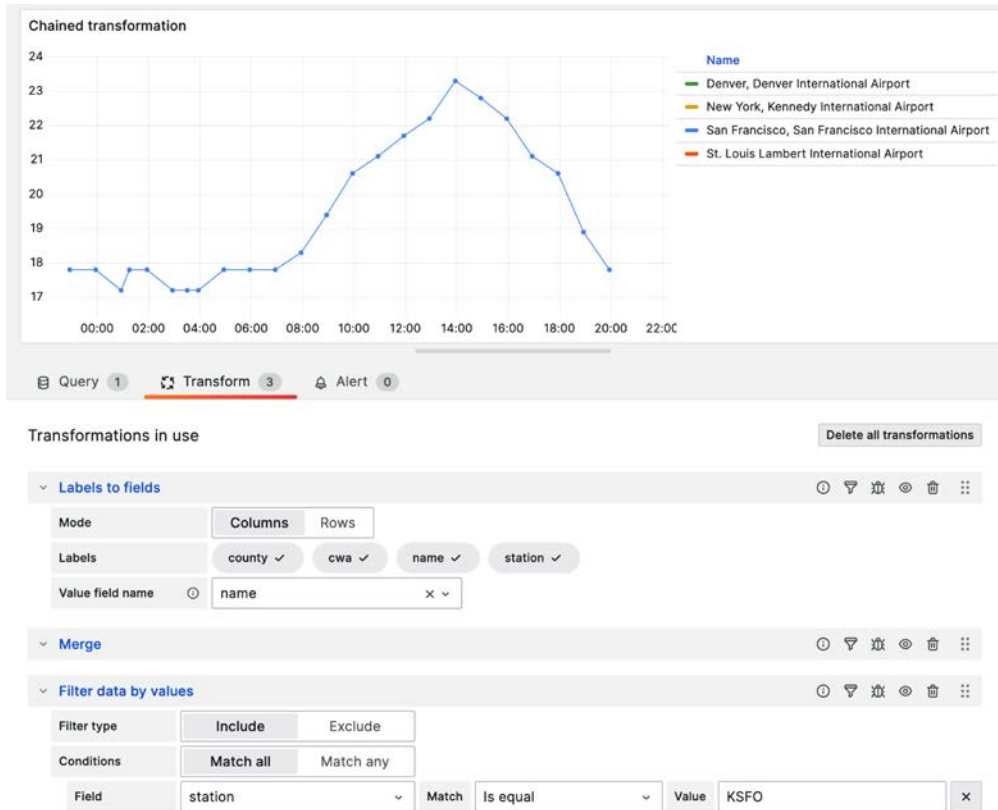 Chained transformation
24
23
22
21
20
19
18
17
00:00 02:00 04:00 06:00 08:00 10:00 12:00 14:00 16:00 18:00 20:00 22:00
Name
Denver, Denver International Airport
New York, Kennedy International Airport
San Francisco, San Francisco International Airport
St. Louis Lambert International Airport
Query 1 Transform 3 Alert 0
Transformations in use Delete all transformations
Labels to fields
Mode Columns Rows
Labels county cwa name station
Value field name name
Merge
Filter data by values
Filter type Include Exclude
Conditions Match all Match any
Field station Match Is equal Value KSFO